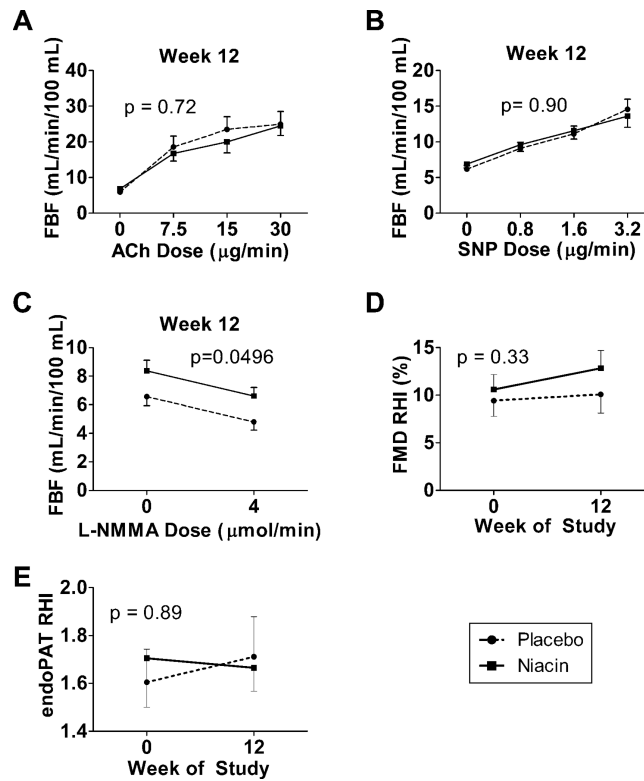 A
Week 12
FBF (mL/min/100 mL)
40
30
20
10
0
p = 0.72
0 7.5 15 30
ACh Dose (μg/min)
B
Week 12
FBF (mL/min/100 mL)
20
15
10
5
0
p= 0.90
0 0.8 1.6 3.2
SNP Dose (μg/min)
C
Week 12
FBF (mL/min/100 mL)
10
8
6
4
2
0
p=0.0496
0 4
L-NMMA Dose (μmol/min)
D
FMD RHI (%)
15
10
5
0
p = 0.33
0 12
Week of Study
E
endoPAT RHI
2.0
1.8
1.6
1.4
p = 0.89
0 12
Week of Study
Placebo
Niacin